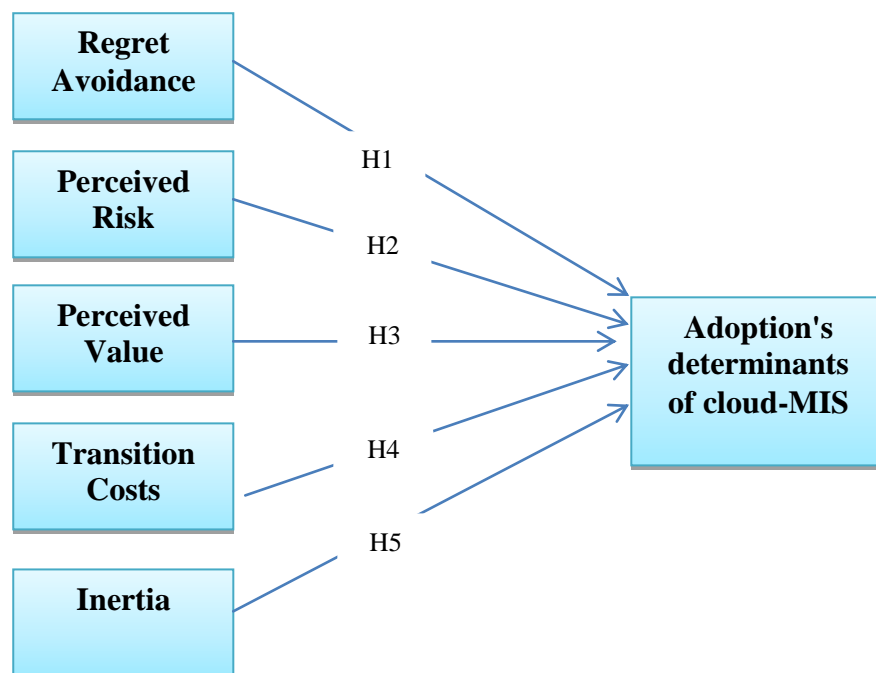 Regret
Avoidance
H1
Perceived
Risk
H2
Perceived
Value
H3
Adoption's
determinants
of cloud-MIS
Transition
Costs
H4
H5
Inertia